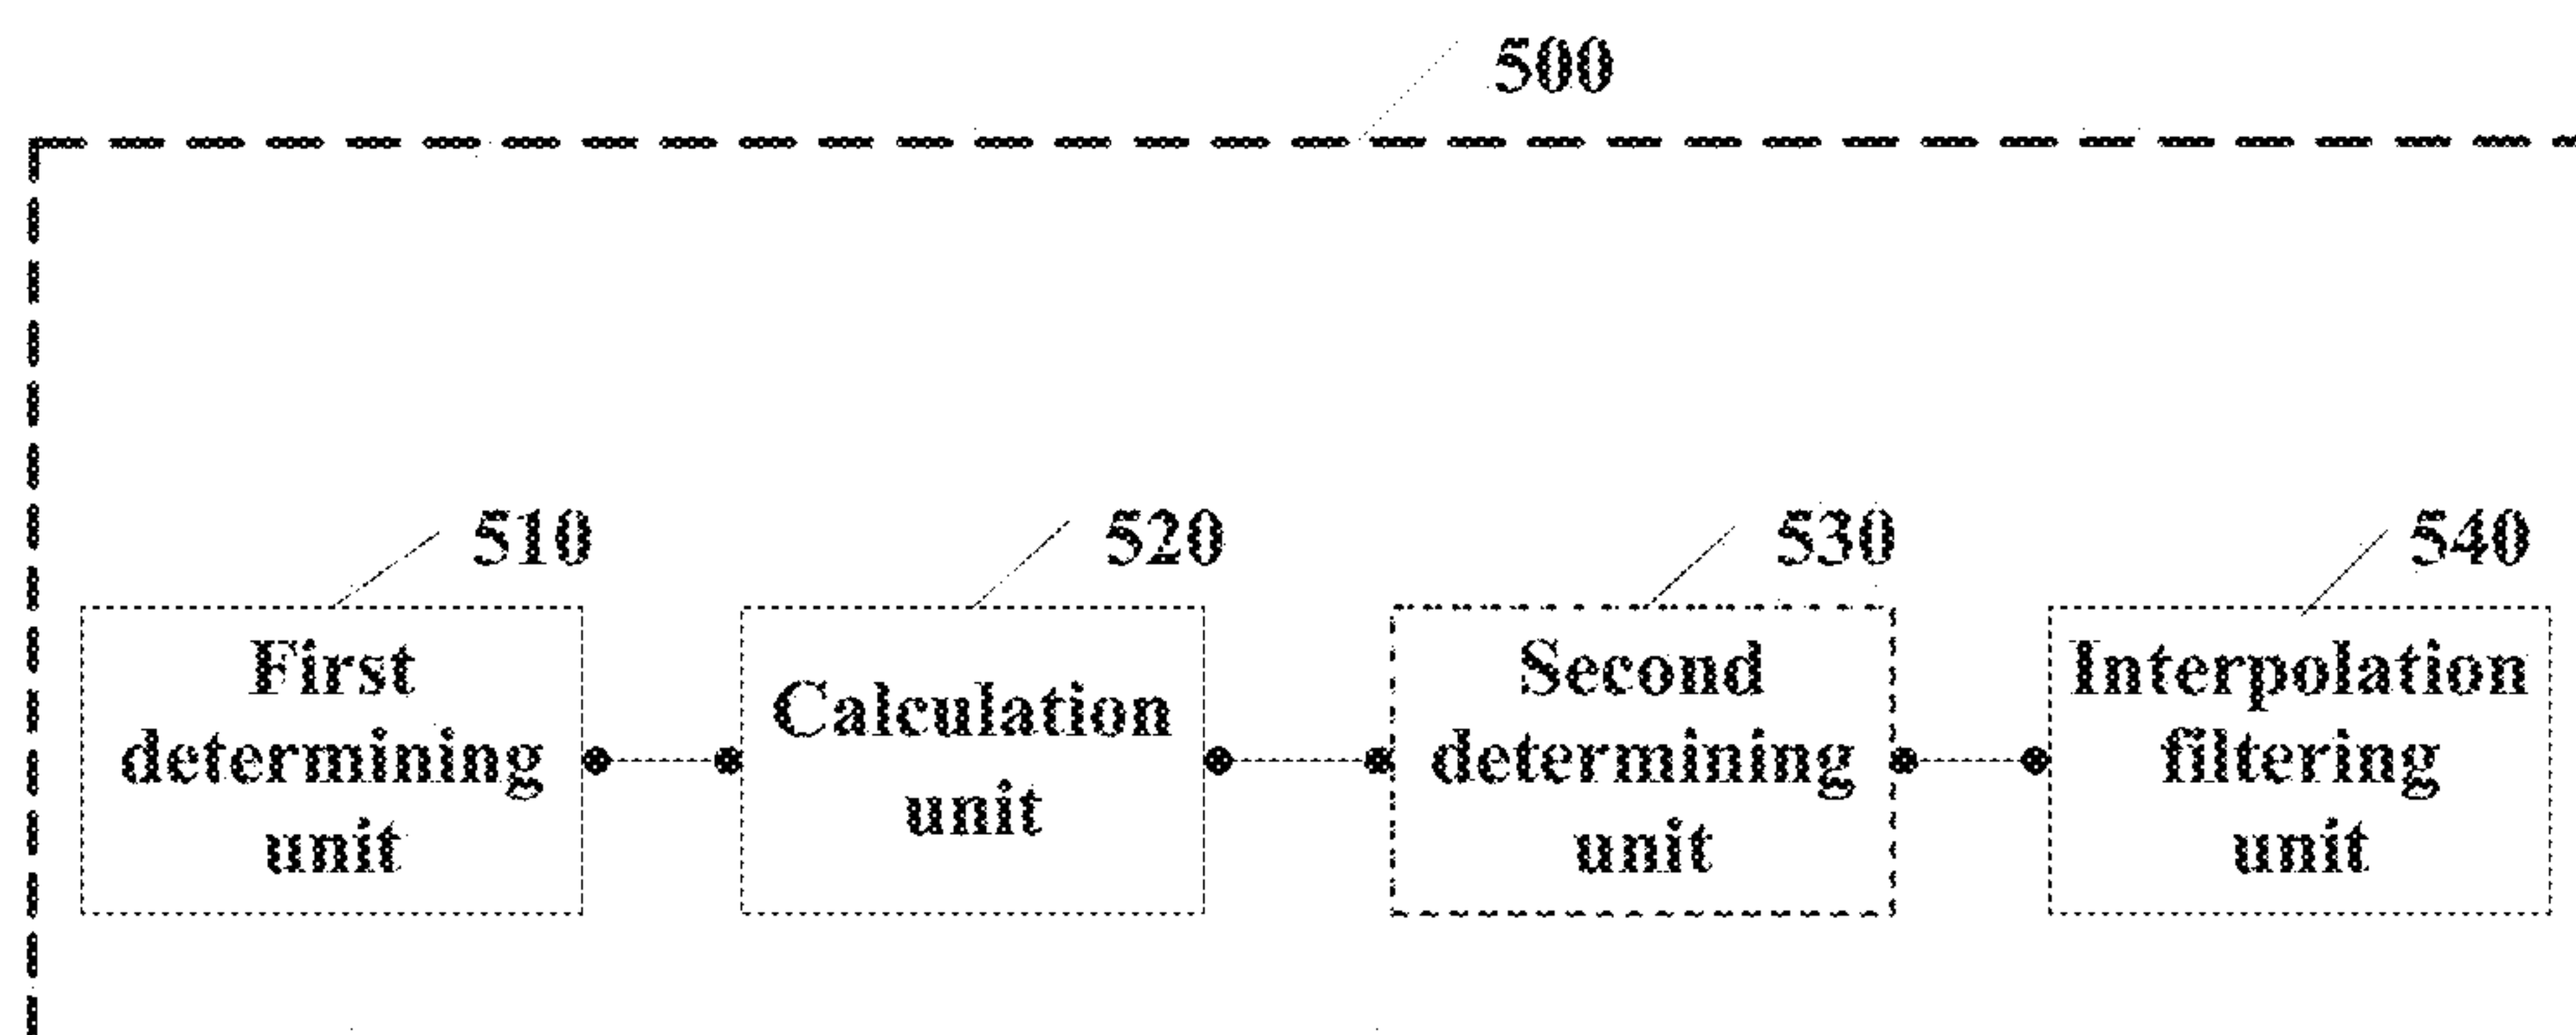 500
510
First
determining
unit
520
Calculation
unit
530
Second
determining
unit
540
Interpolation
filtering
unit